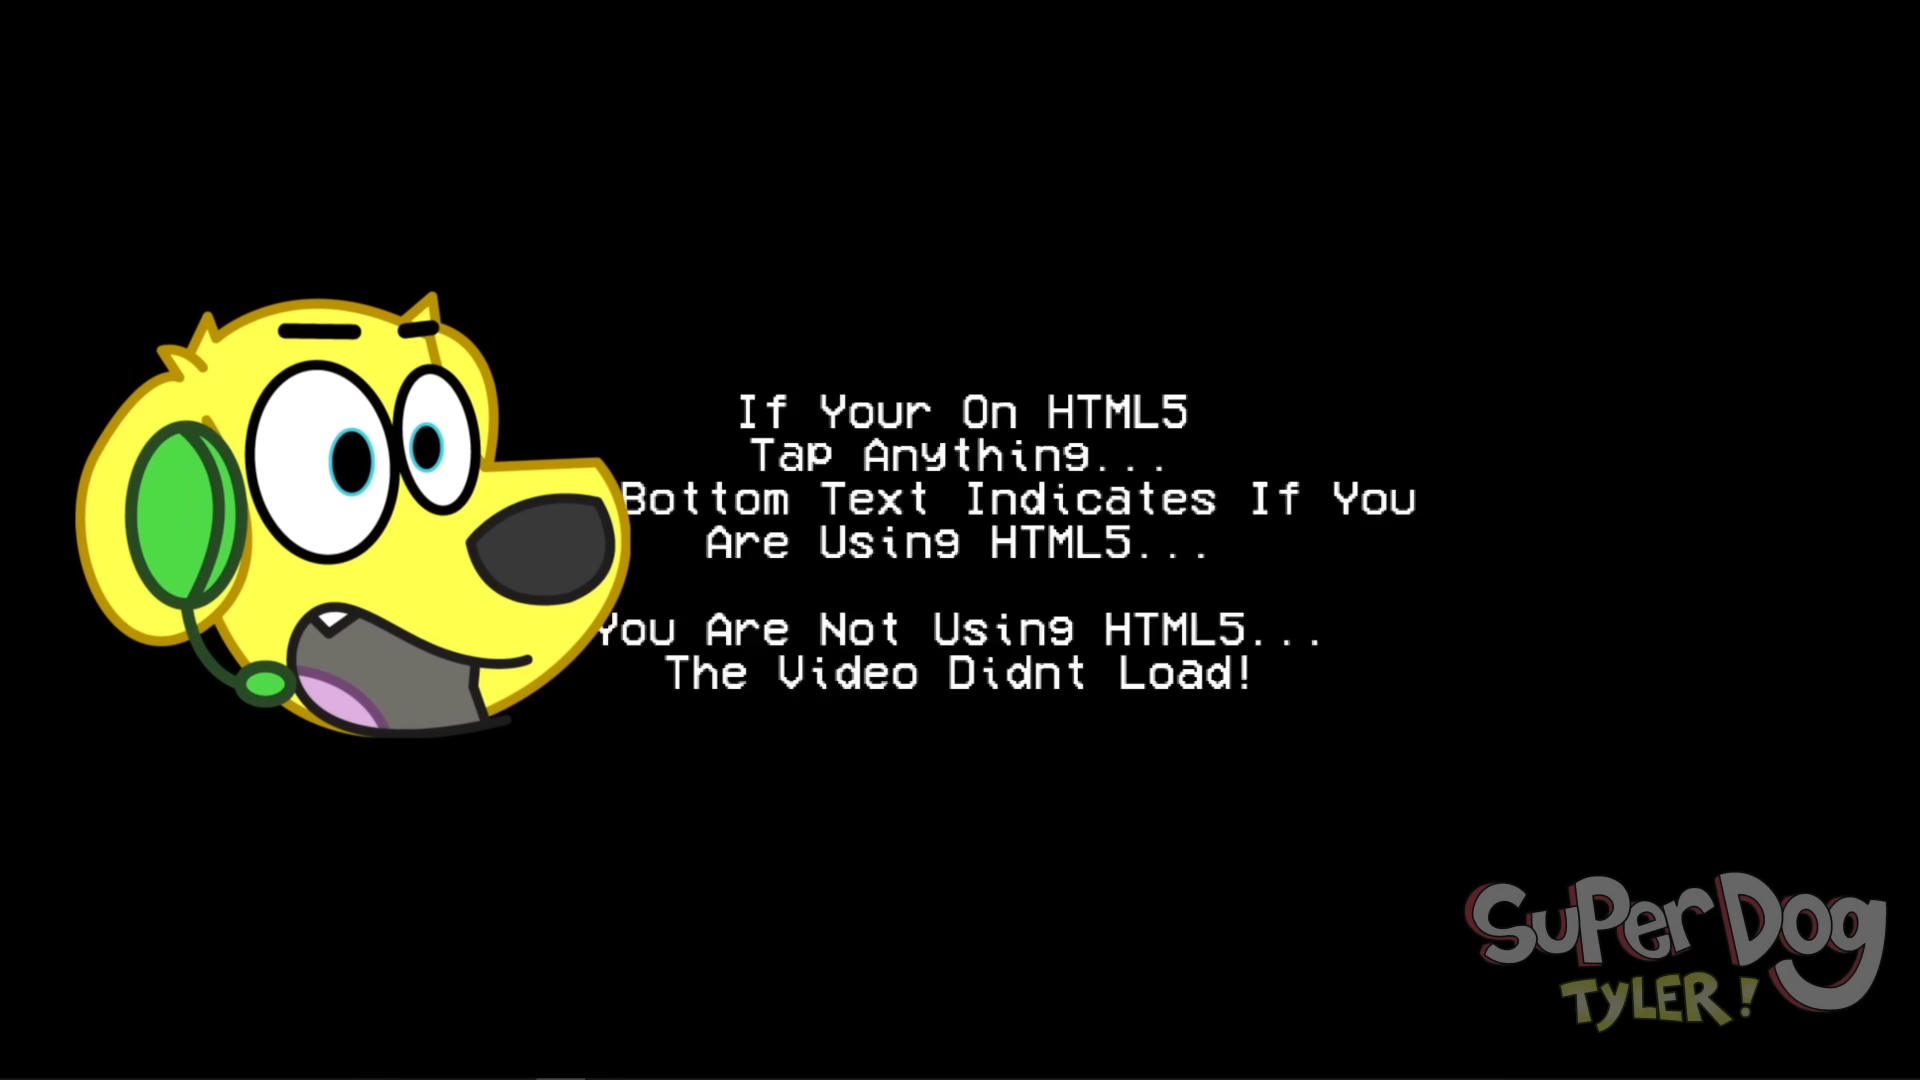 If Your On HTML5
Tap Anything...
Bottom Text Indicates If You
Are Using HTML5...
You Are Not Using HTML5...
The Video Didnt Load!
SuPer Dog
TyLER!